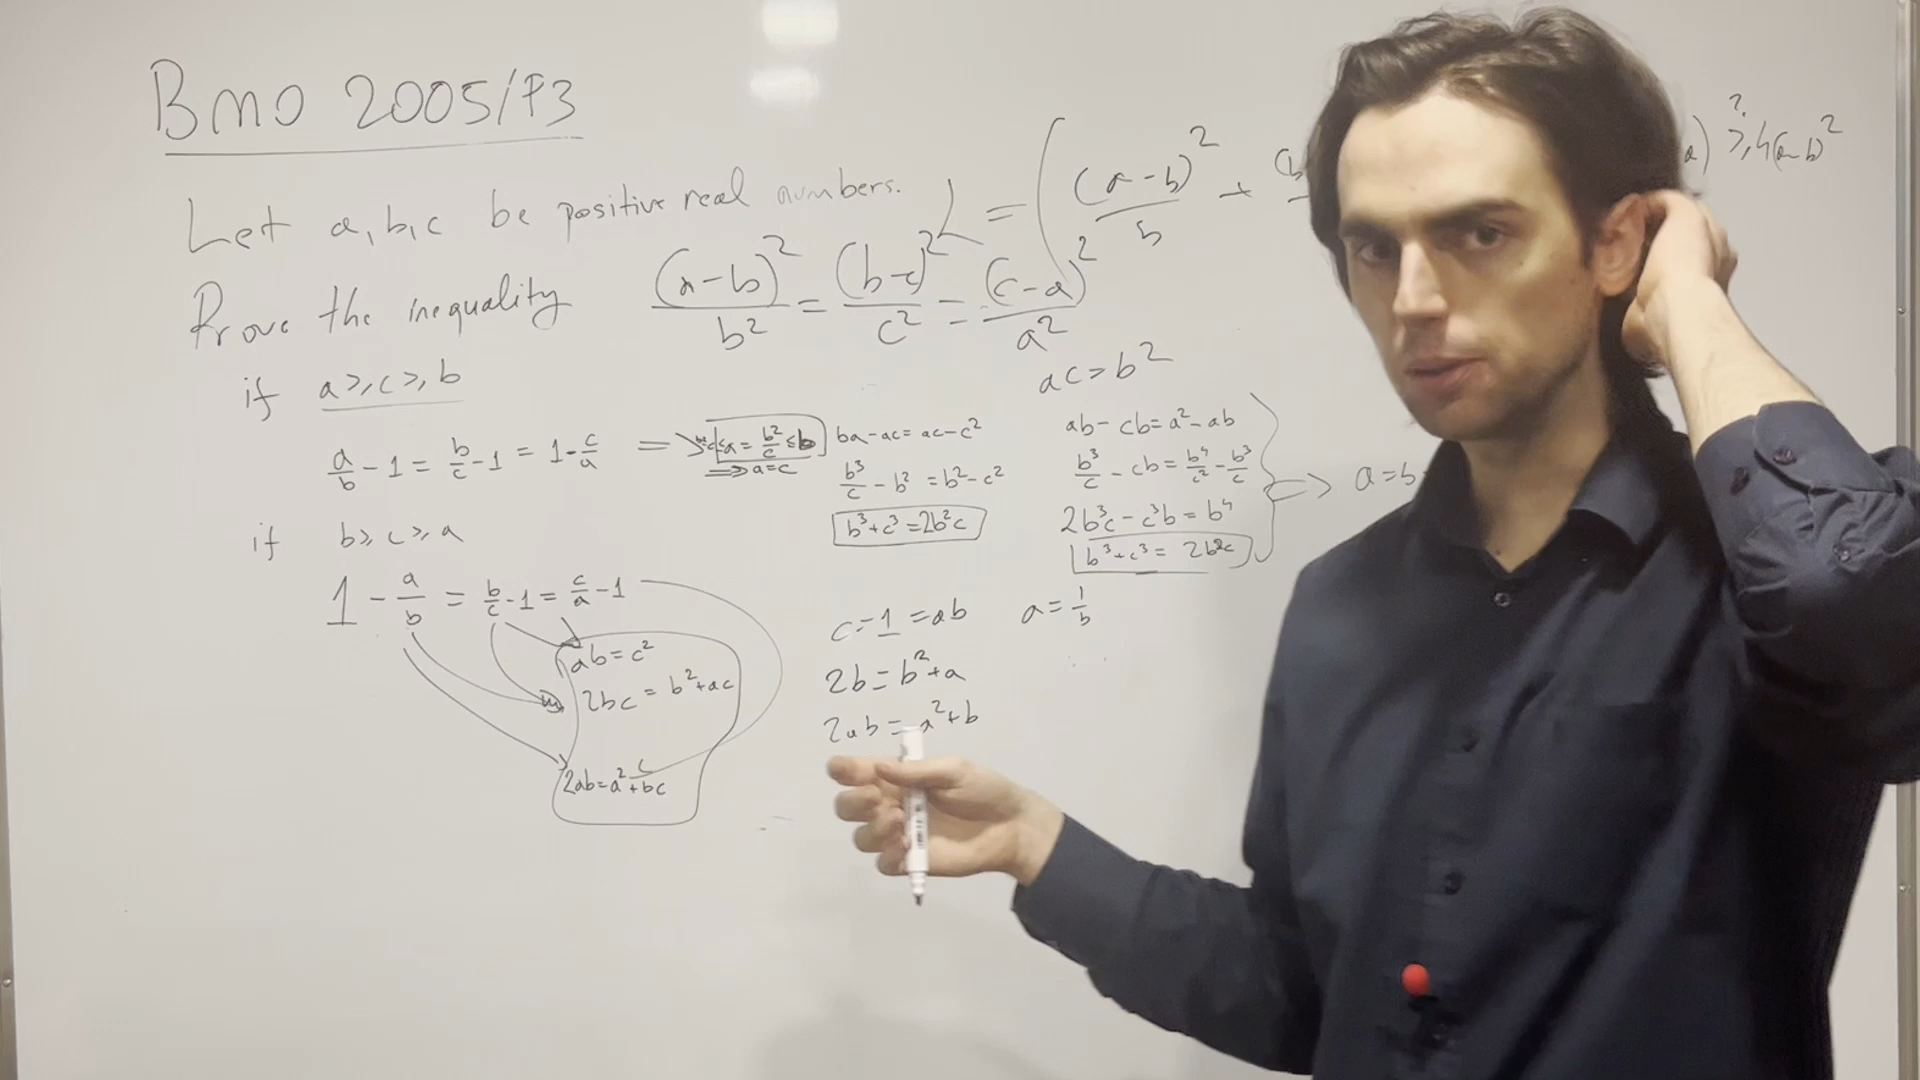 BMO 2005/P3
Let a,b,c be positive real numbers.
L = ( (a-b)²/b + (b
a) ≥? 4(a-b)²
Prove the inequality
(a-b)²/b² = (b-c)²/c² = (c-a)²/a²
if a ≥ c ≥ b
ac = b²
a/b - 1 = b/c - 1 = 1 - c/a
a = b²/c ≤ b
=> a=c
ba-ac = ac-c²
b³/c - b² = b²-c²
b³+c³ = 2b²c
ab-cb = a²-ab
b³/c - cb = b⁴/c² - b³/c
2b³c - c³b = b⁴
b³+c³ = 2b²c
=> a=b
if b ≥ c ≥ a
1 - a/b = b/c - 1 = c/a - 1
ab = c²
2bc = b²+ac
2ab = a²+bc
c = 1 = ab
a = 1/b
2b = b²+a
2ab = a²+b